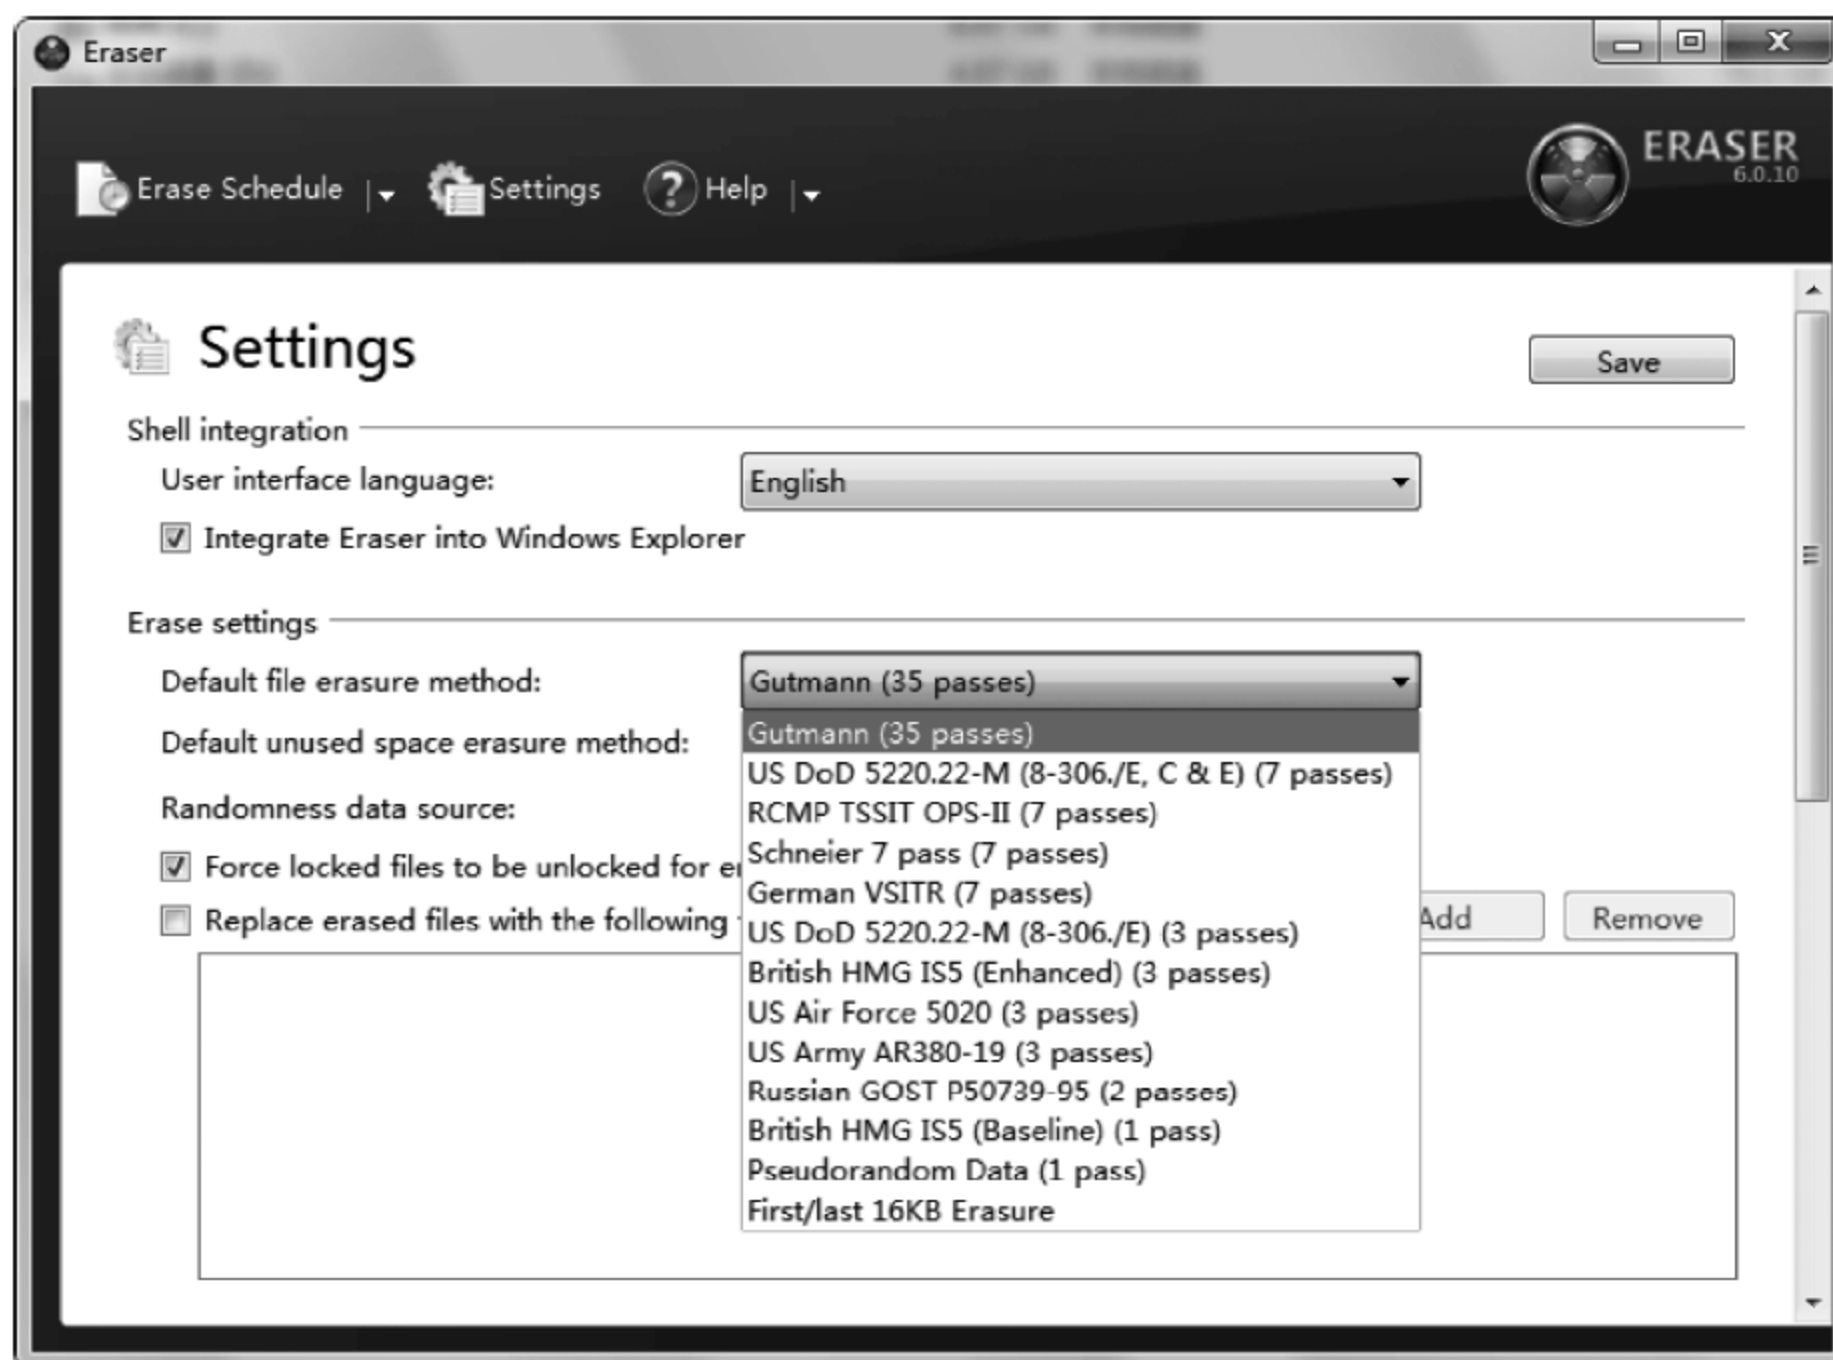 Eraser
Erase Schedule
Settings
Help
ERASER
6.0.10
Settings
Save
Shell integration
User interface language:
English
Integrate Eraser into Windows Explorer
Erase settings
Default file erasure method:
Gutmann (35 passes)
Default unused space erasure method:
Randomness data source:
Force locked files to be unlocked for
Replace erased files with the following
Add
Remove
Gutmann (35 passes)
US DoD 5220.22-M (8-306./E, C & E) (7 passes)
RCMP TSSIT OPS-II (7 passes)
Schneier 7 pass (7 passes)
German VSITR (7 passes)
US DoD 5220.22-M (8-306./E) (3 passes)
British HMG IS5 (Enhanced) (3 passes)
US Air Force 5020 (3 passes)
US Army AR380-19 (3 passes)
Russian GOST P50739-95 (2 passes)
British HMG IS5 (Baseline) (1 pass)
Pseudorandom Data (1 pass)
First/last 16KB Erasure